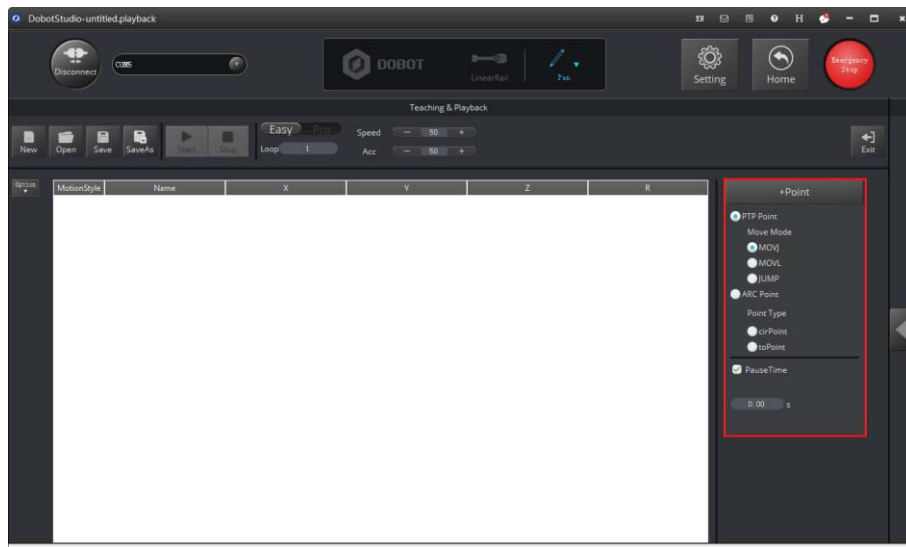 DobotStudio-untitled.playback
H
Disconnect
COM5
DOBOT
LinearRail
Pen
Setting
Home
Emergency Stop
Teaching & Playback
New
Open
Save
SaveAs
Start
Stop
Easy
Pro
Loop
1
Speed
- 50 +
Acc
- 50 +
Exit
Option
MotionStyle Name X Y Z R
+Point
PTP Point
Move Mode
MOVJ
MOVL
JUMP
ARC Point
Point Type
cirPoint
toPoint
PauseTime
0.00 s